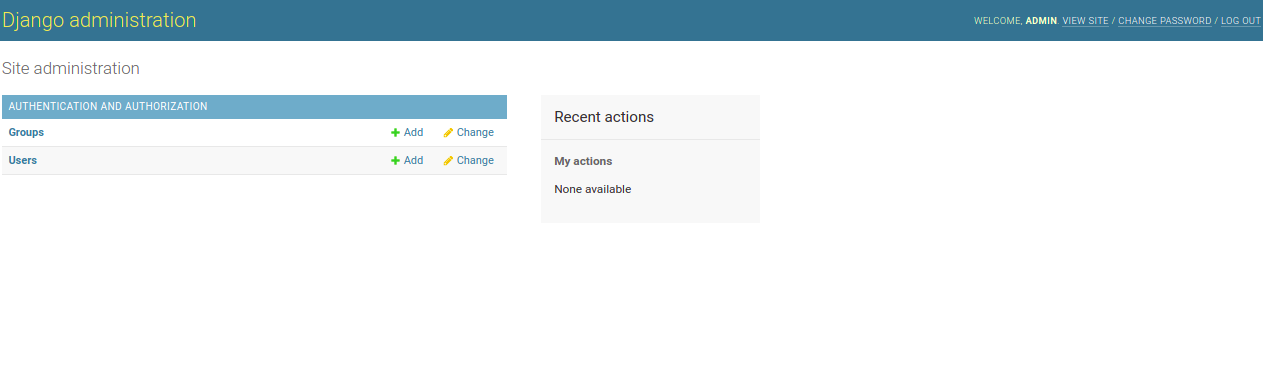 Django administration
WELCOME, ADMIN. VIEW SITE / CHANGE PASSWORD / LOG OUT
Site administration
AUTHENTICATION AND AUTHORIZATION
Groups Add Change
Users Add Change
Recent actions
My actions
None available